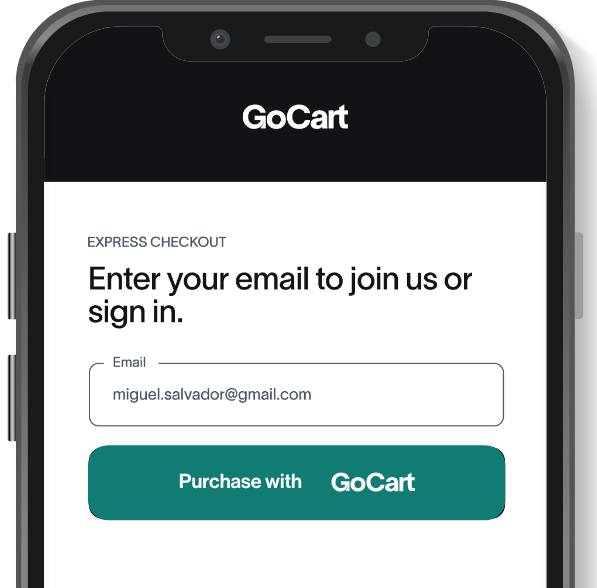 GoCart
EXPRESS CHECKOUT
Enter your email to join us or
sign in.
Email
miguel.salvador@gmail.com
Purchase with GoCart